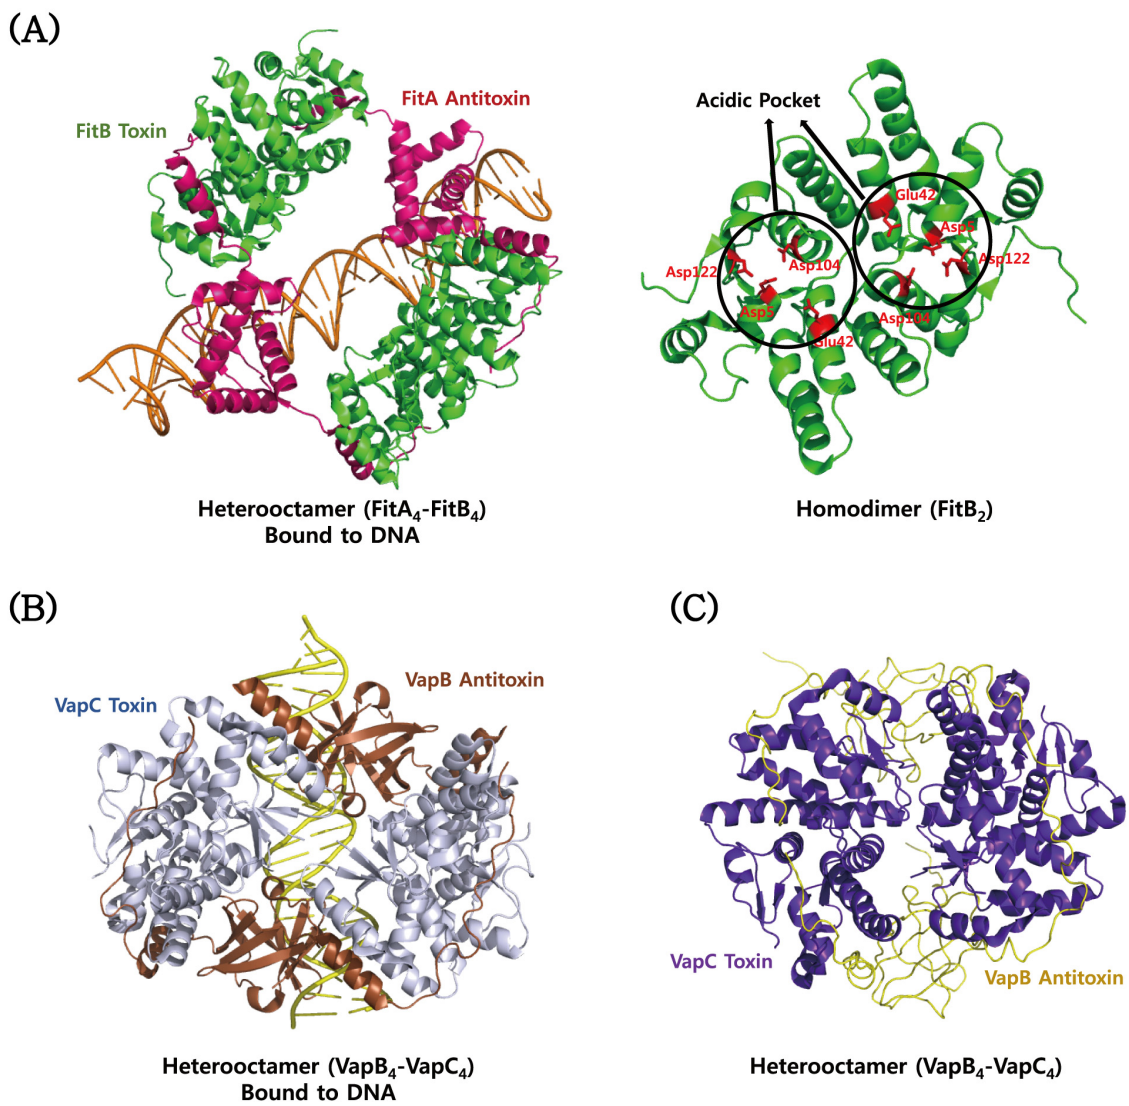 (A)
FitB Toxin
FitA Antitoxin
Acidic Pocket
Glu42
Asp5
Asp122
Asp104
Asp122
Asp104
Asp5
Glu42
Heterooctamer (FitA4-FitB4)
Bound to DNA
Homodimer (FitB2)
(B)
VapC Toxin
VapB Antitoxin
Heterooctamer (VapB4-VapC4)
Bound to DNA
(C)
VapC Toxin
VapB Antitoxin
Heterooctamer (VapB4-VapC4)